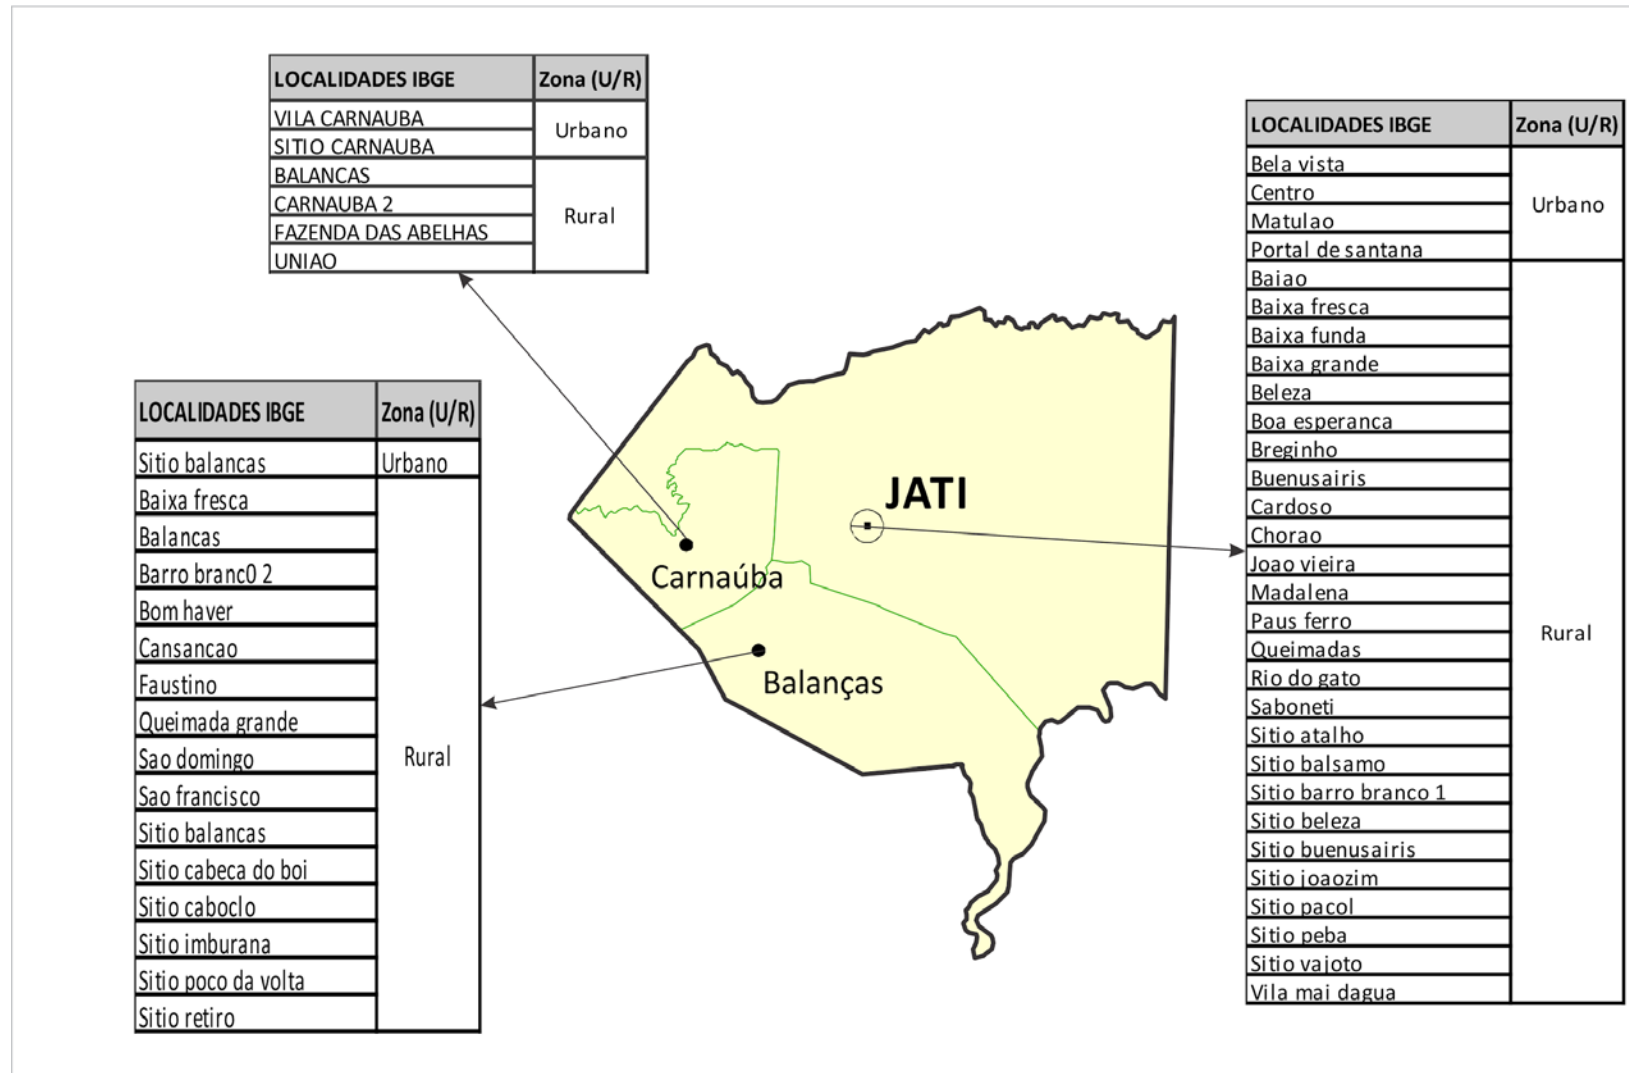 LOCALIDADES IBGE Zona (U/R)
VILA CARNAUBA
Urbano
SITIO CARNAUBA
BALANCAS
CARNAUBA 2
Rural
FAZENDA DAS ABELHAS
UNIAO
LOCALIDADES IBGE Zona (U/R)
Sitio balancas Urbano
Baixa fresca
Balancas
Barro branc0 2
Bom haver
Cansancao
Faustino
Queimada grande
Sao domingo
Rural
Sao francisco
Sitio balancas
Sitio cabeca do boi
Sitio caboclo
Sitio imburana
Sitio poco da volta
Sitio retiro
JATI
Carnaúba
Balanças
LOCALIDADES IBGE Zona (U/R)
Bela vista
Centro
Urbano
Matulao
Portal de santana
Baiao
Baixa fresca
Baixa funda
Baixa grande
Beleza
Boa esperanca
Breginho
Buenusairis
Cardoso
Chorao
Joao vieira
Madalena
Paus ferro
Rural
Queimadas
Rio do gato
Saboneti
Sitio atalho
Sitio balsamo
Sitio barro branco 1
Sitio beleza
Sitio buenusairis
Sitio joaozim
Sitio pacol
Sitio peba
Sitio vajoto
Vila mai dagua